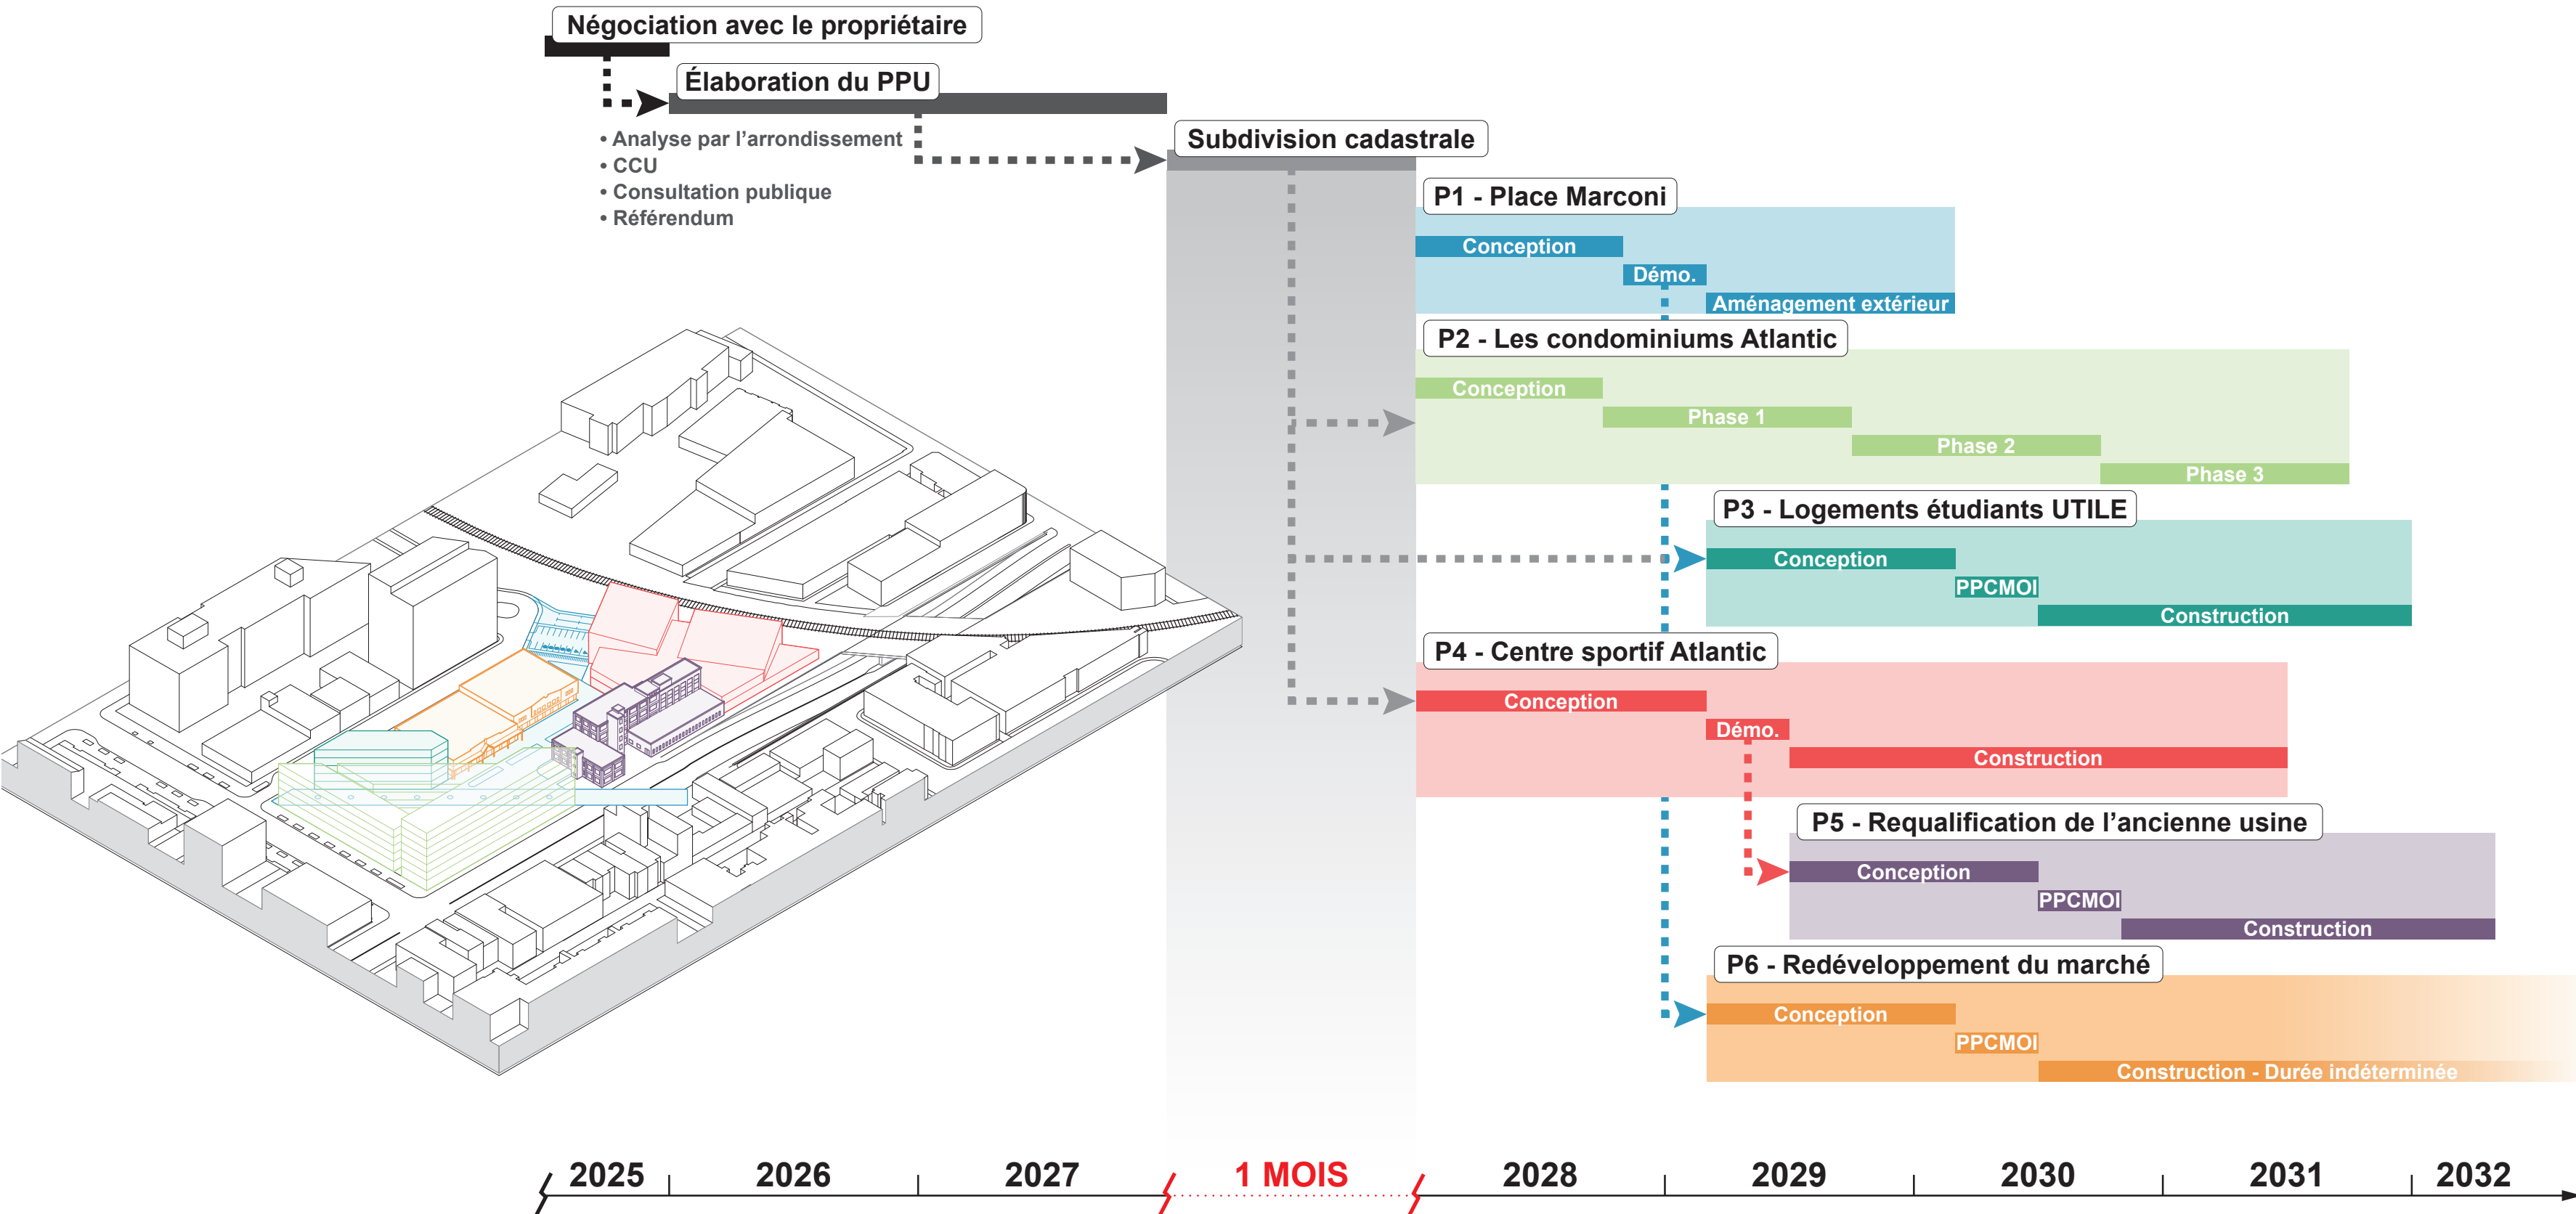 Négociation avec le propriétaire
Élaboration du PPU
• Analyse par l'arrondissement
• CCU
• Consultation publique
• Référendum
Subdivision cadastrale
P1 - Place Marconi
Conception
Démo.
Aménagement extérieur
P2 - Les condominiums Atlantic
Conception
Phase 1
Phase 2
Phase 3
P3 - Logements étudiants UTILE
Conception
PPCMOI
Construction
P4 - Centre sportif Atlantic
Conception
Démo.
Construction
P5 - Requalification de l'ancienne usine
Conception
PPCMOI
Construction
P6 - Redéveloppement du marché
Conception
PPCMOI
Construction - Durée indéterminée
2025 2026 2027 1 MOIS 2028 2029 2030 2031 2032